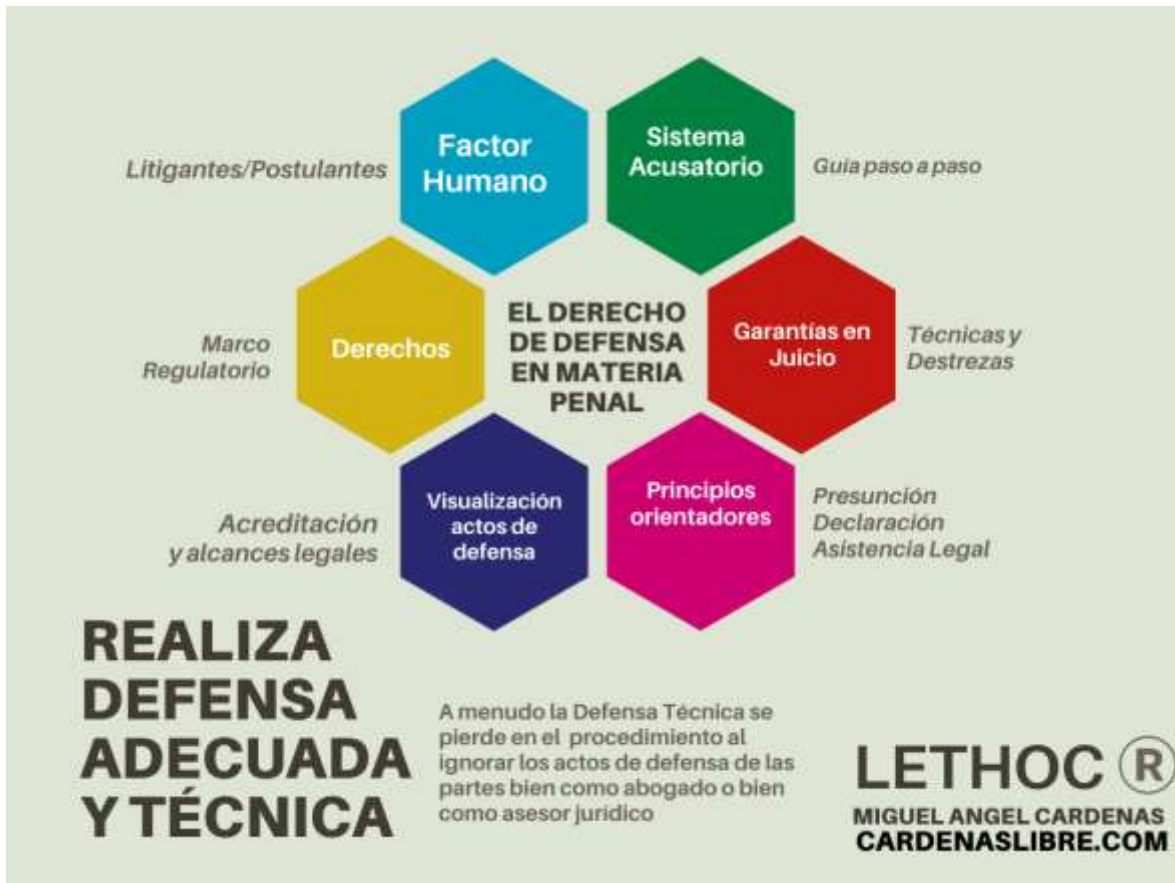 Factor
Humano
Sistema
Acusatorio
Litigantes/Postulantes
Guía paso a paso
EL DERECHO
DE DEFENSA
EN MATERIA
PENAL
Marco
Regulatorio
Derechos
Garantías en
Juicio
Técnicas y
Destrezas
Acreditación
y alcances legales
Visualización
actos de
defensa
Principios
orientadores
Presunción
Declaración
Asistencia Legal
REALIZA
DEFENSA
ADECUADA
Y TÉCNICA
A menudo la Defensa Técnica se
pierde en el procedimiento al
ignorar los actos de defensa de las
partes bien como abogado o bien
como asesor jurídico
LETHOC ®
MIGUEL ANGEL CARDENAS
CARDENASLIBRE.COM